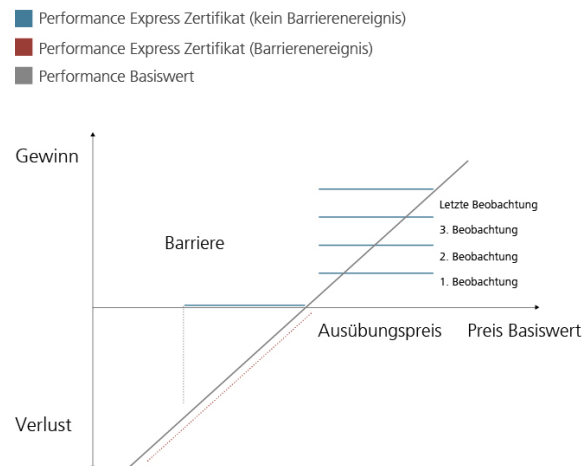 Performance Express Zertifikat (kein Barrierenereignis)
Performance Express Zertifikat (Barrierenereignis)
Performance Basiswert
Gewinn
Letzte Beobachtung
3. Beobachtung
Barriere
2. Beobachtung
1. Beobachtung
Ausübungspreis
Preis Basiswert
Verlust